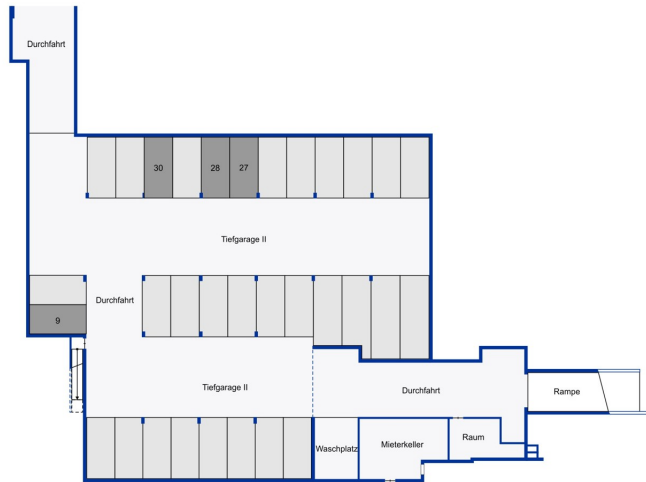 Durchfahrt
30
28
27
Tiefgarage II
Durchfahrt
9
Tiefgarage II
Durchfahrt
Rampe
Waschplatz
Mieterkeller
Raum